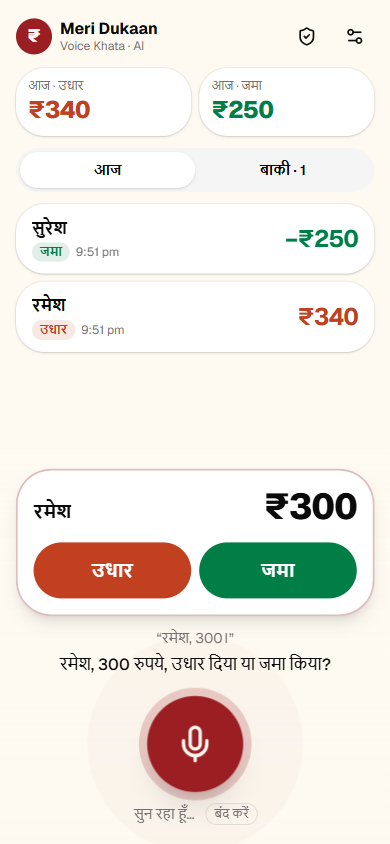 ₹
Meri Dukaan
Voice Khata · AI
आज · उधार
₹340
आज · जमा
₹250
आज
बाकी · 1
सुरेश
जमा 9:51 pm
–₹250
रमेश
उधार 9:51 pm
₹340
रमेश
₹300
उधार
जमा
“रमेश, 300।”
रमेश, 300 रुपये, उधार दिया या जमा किया?
सुन रहा हूँ…
बंद करें